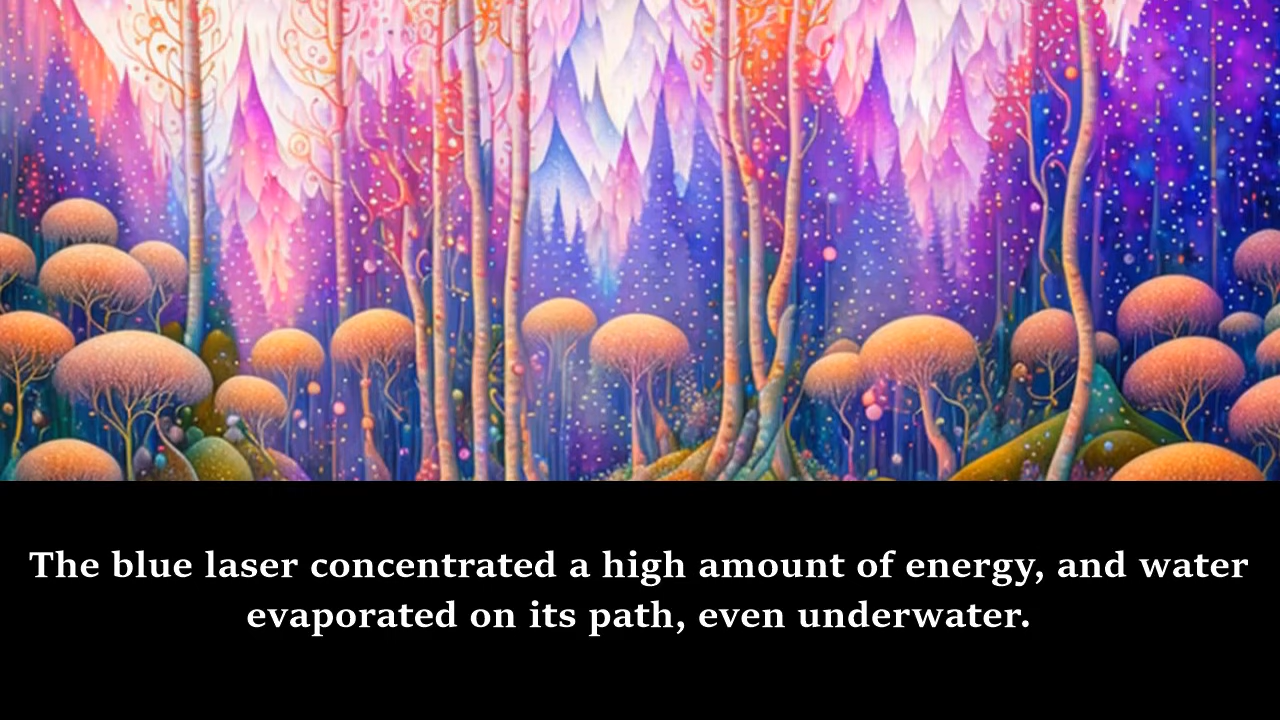 The blue laser concentrated a high amount of energy, and water
evaporated on its path, even underwater.